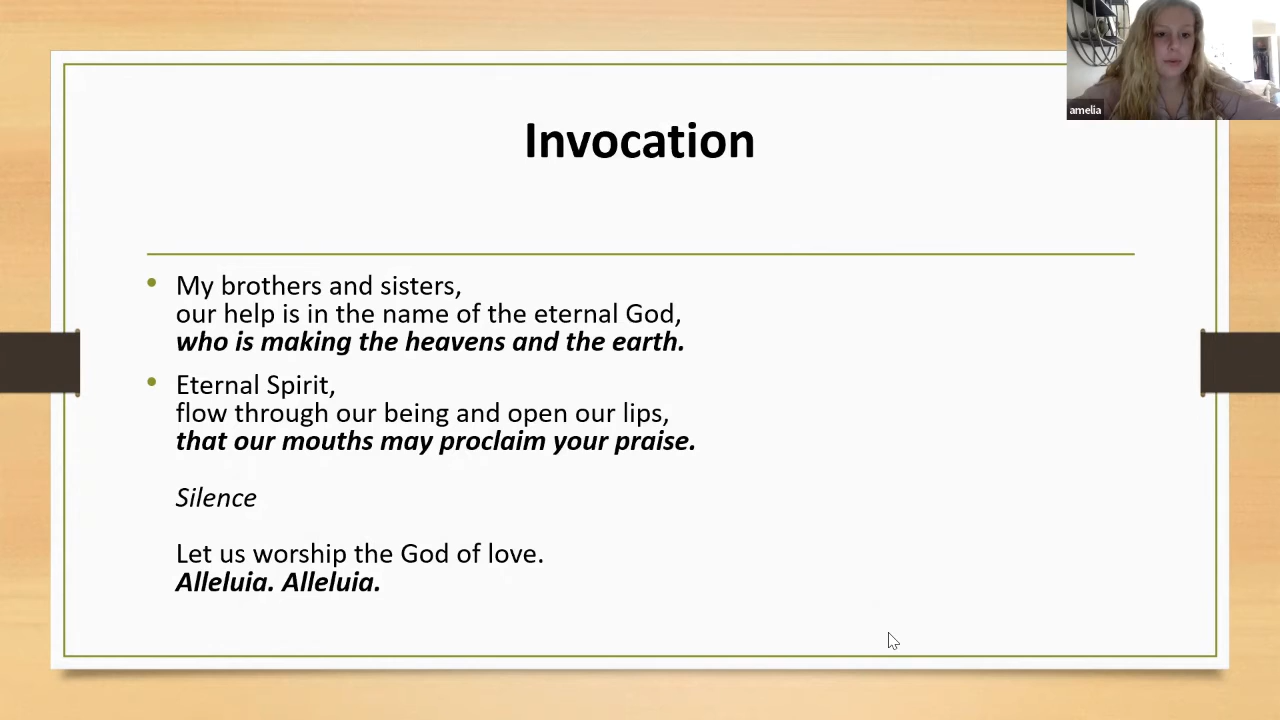 amelia
Invocation
• My brothers and sisters,
our help is in the name of the eternal God,
who is making the heavens and the earth.
• Eternal Spirit,
flow through our being and open our lips,
that our mouths may proclaim your praise.
Silence
Let us worship the God of love.
Alleluia. Alleluia.